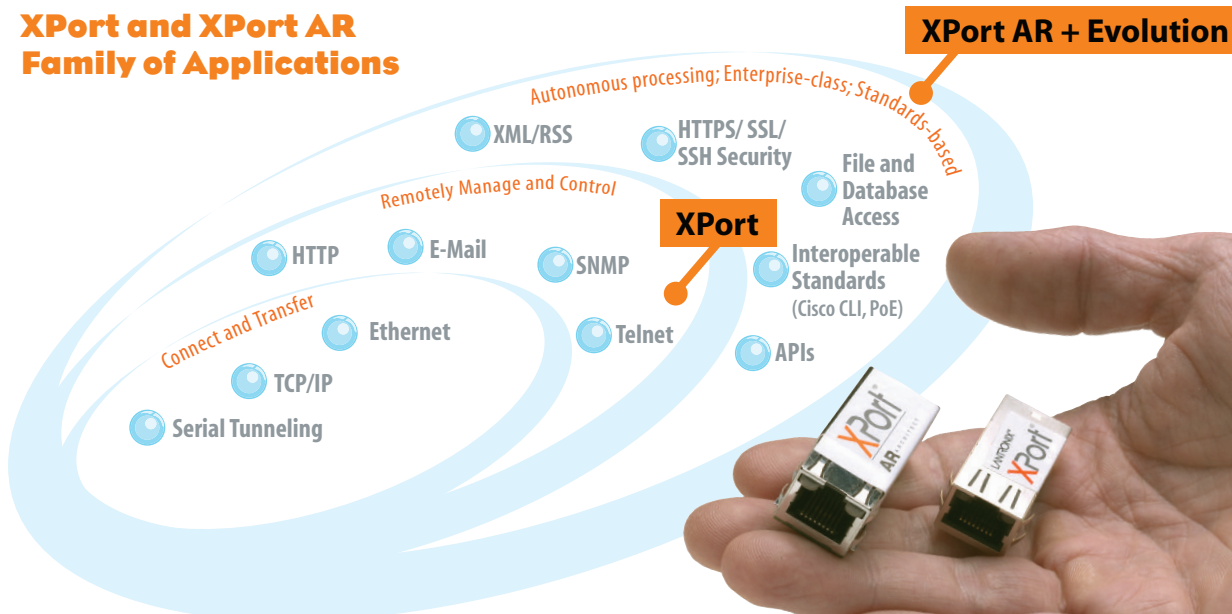 XPort and XPort AR
Family of Applications
XPort AR + Evolution
Autonomous processing; Enterprise-class; Standards-based
XML/RSS
HTTPS/ SSL/
SSH Security
File and
Database
Access
Remotely Manage and Control
XPort
HTTP
E-Mail
SNMP
Interoperable
Standards
(Cisco CLI, PoE)
Connect and Transfer
Ethernet
Telnet
APIs
TCP/IP
Serial Tunneling
XPort®
AR ARCHITECT
LANTRONIX®
XPort®